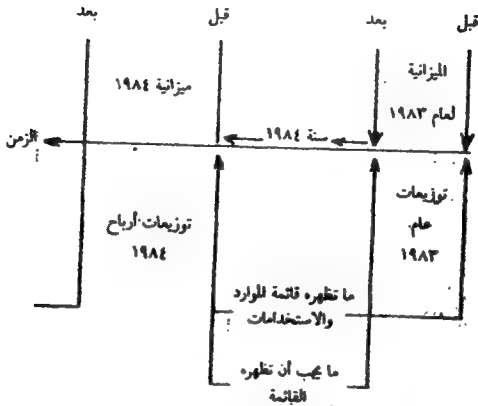 قبل
بعد
قبل
بعد
الميزانية
لعام ١٩٨٣
ميزانية ١٩٨٤
سنة ١٩٨٤
الزمن
توزيعات
عام.
١٩٨٣
توزيعات أرباح
١٩٨٤
ما تظهره قائمة الموارد
والاستخدامات
ما يجب أن تظهره
القائمة